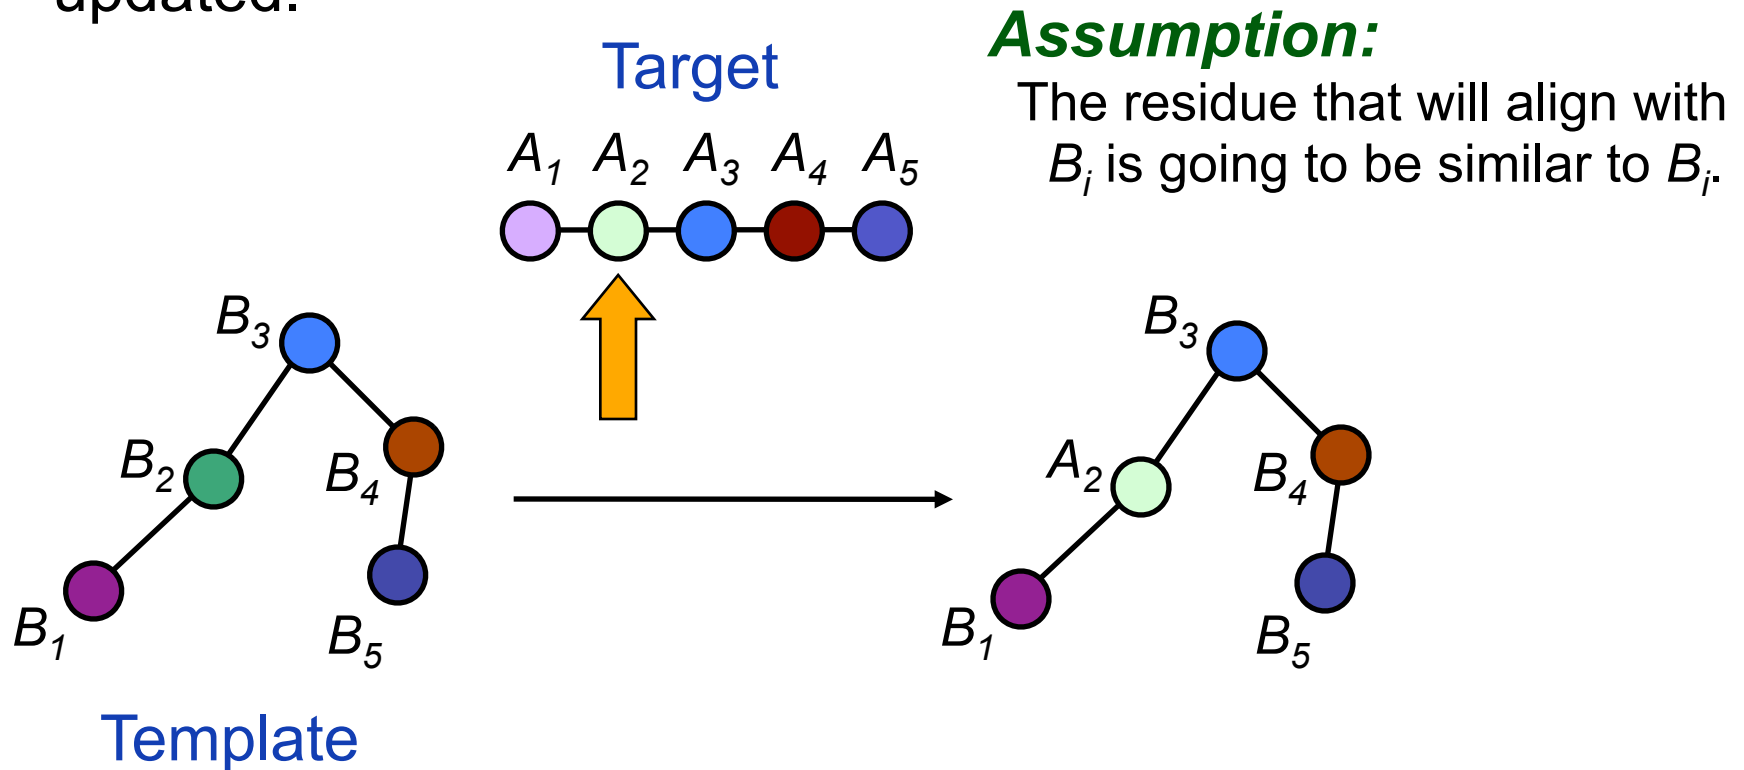 updated.
Assumption:
The residue that will align with
Bᵢ is going to be similar to Bᵢ.
Target
A₁ A₂ A₃ A₄ A₅
B₃
B₂
B₄
B₁
B₅
Template
B₃
A₂
B₄
B₁
B₅